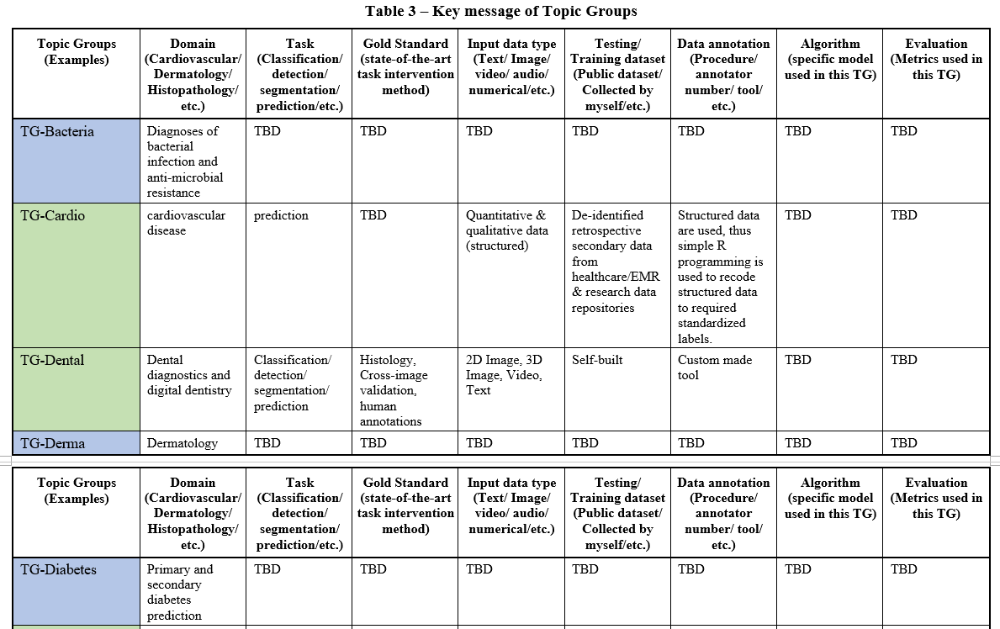 Table 3 – Key message of Topic Groups
Topic Groups
(Examples)
Domain
(Cardiovascular/
Dermatology/
Histopathology/
etc.)
Task
(Classification/
detection/
segmentation/
prediction/etc.)
Gold Standard
(state-of-the-art
task intervention
method)
Input data type
(Text/ Image/
video/ audio/
numerical/etc.)
Testing/
Training dataset
(Public dataset/
Collected by
myself/etc.)
Data annotation
(Procedure/
annotator
number/ tool/
etc.)
Algorithm
(specific model
used in this TG)
Evaluation
(Metrics used in
this TG)
TG-Bacteria
Diagnoses of
bacterial
infection and
anti-microbial
resistance
TBD
TBD
TBD
TBD
TBD
TBD
TBD
TG-Cardio
cardiovascular
disease
prediction
TBD
Quantitative &
qualitative data
(structured)
De-identified
retrospective
secondary data
from
healthcare/EMR
& research data
repositories
Structured data
are used, thus
simple R
programming is
used to recode
structured data
to required
standardized
labels.
TBD
TBD
TG-Dental
Dental
diagnostics and
digital dentistry
Classification/
detection/
segmentation/
prediction
Histology,
Cross-image
validation,
human
annotations
2D Image, 3D
Image, Video,
Text
Self-built
Custom made
tool
TBD
TBD
TG-Derma
Dermatology
TBD
TBD
TBD
TBD
TBD
TBD
TBD
Topic Groups
(Examples)
Domain
(Cardiovascular/
Dermatology/
Histopathology/
etc.)
Task
(Classification/
detection/
segmentation/
prediction/etc.)
Gold Standard
(state-of-the-art
task intervention
method)
Input data type
(Text/ Image/
video/ audio/
numerical/etc.)
Testing/
Training dataset
(Public dataset/
Collected by
myself/etc.)
Data annotation
(Procedure/
annotator
number/ tool/
etc.)
Algorithm
(specific model
used in this TG)
Evaluation
(Metrics used in
this TG)
TG-Diabetes
Primary and
secondary
diabetes
prediction
TBD
TBD
TBD
TBD
TBD
TBD
TBD